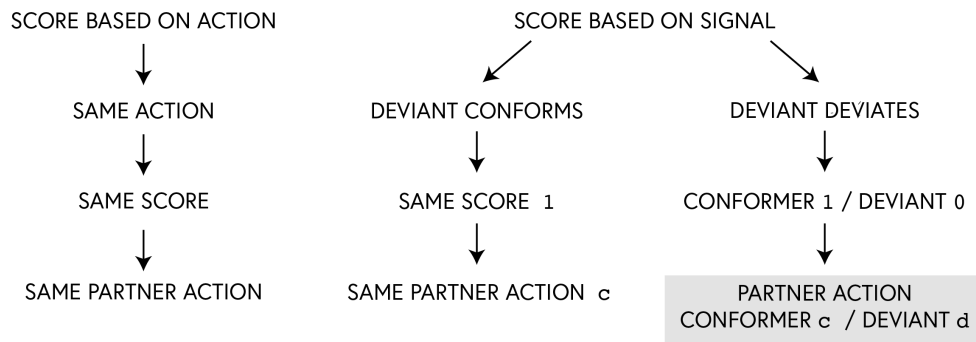 SCORE BASED ON ACTION
SCORE BASED ON SIGNAL
SAME ACTION
DEVIANT CONFORMS
DEVIANT DEVIATES
SAME SCORE
SAME SCORE 1
CONFORMER 1 / DEVIANT 0
SAME PARTNER ACTION
SAME PARTNER ACTION c
PARTNER ACTION
CONFORMER c / DEVIANT d